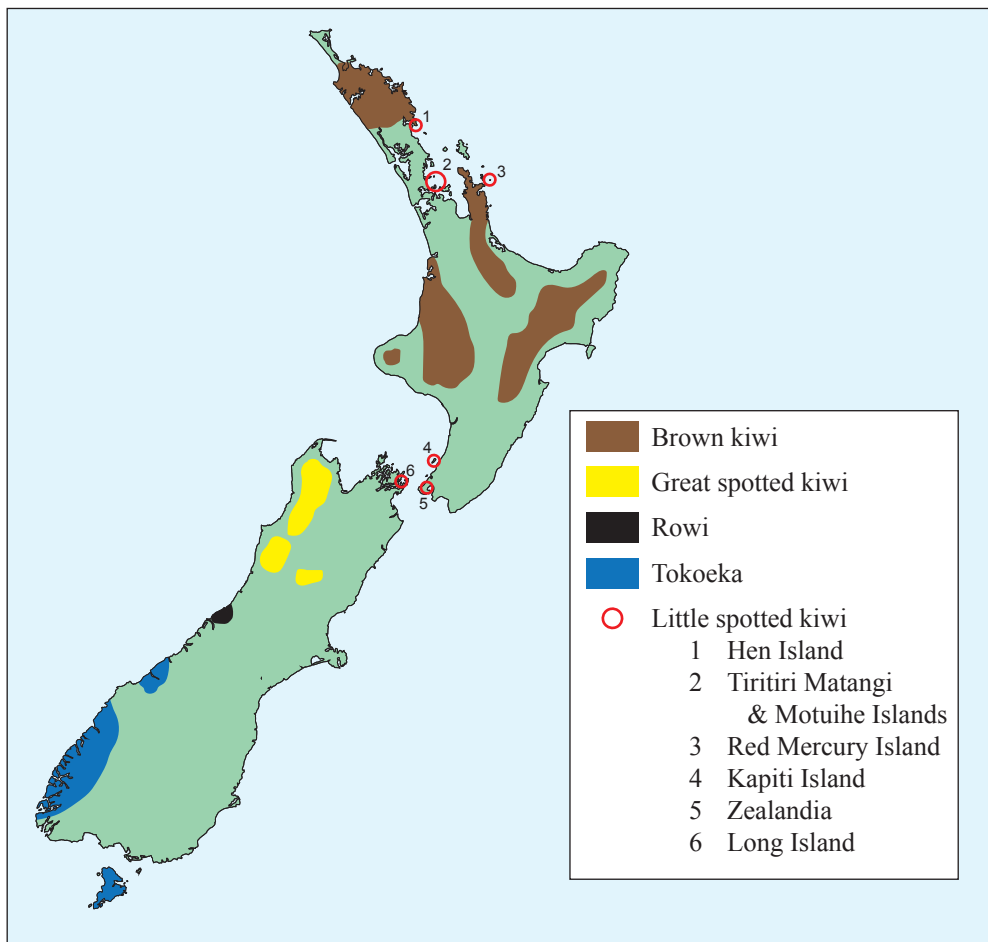 1
2
3
4
5
6
Brown kiwi
Great spotted kiwi
Rowi
Tokoeka
Little spotted kiwi
1 Hen Island
2 Tiritiri Matangi
& Motuihe Islands
3 Red Mercury Island
4 Kapiti Island
5 Zealandia
6 Long Island